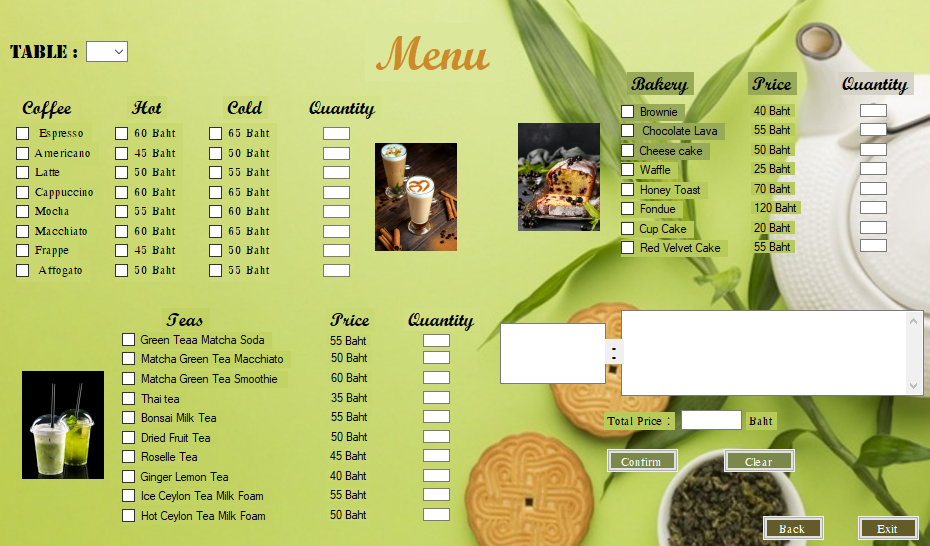 TABLE :
Menu
Coffee Hot Cold Quantity
Espresso 60 Baht 65 Baht
Americano 45 Baht 50 Baht
Latte 50 Baht 55 Baht
Cappuccino 60 Baht 65 Baht
Mocha 55 Baht 60 Baht
Macchiato 60 Baht 65 Baht
Frappe 45 Baht 50 Baht
Affogato 50 Baht 55 Baht
Bakery Price Quantity
Brownie 40 Baht
Chocolate Lava 55 Baht
Cheese cake 50 Baht
Waffle 25 Baht
Honey Toast 70 Baht
Fondue 120 Baht
Cup Cake 20 Baht
Red Velvet Cake 55 Baht
Teas Price Quantity
Green Teaa Matcha Soda 55 Baht
Matcha Green Tea Macchiato 50 Baht
Matcha Green Tea Smoothie 60 Baht
Thai tea 35 Baht
Bonsai Milk Tea 55 Baht
Dried Fruit Tea 50 Baht
Roselle Tea 45 Baht
Ginger Lemon Tea 40 Baht
Ice Ceylon Tea Milk Foam 55 Baht
Hot Ceylon Tea Milk Foam 50 Baht
:
Total Price : Baht
Confirm Clear
Back Exit